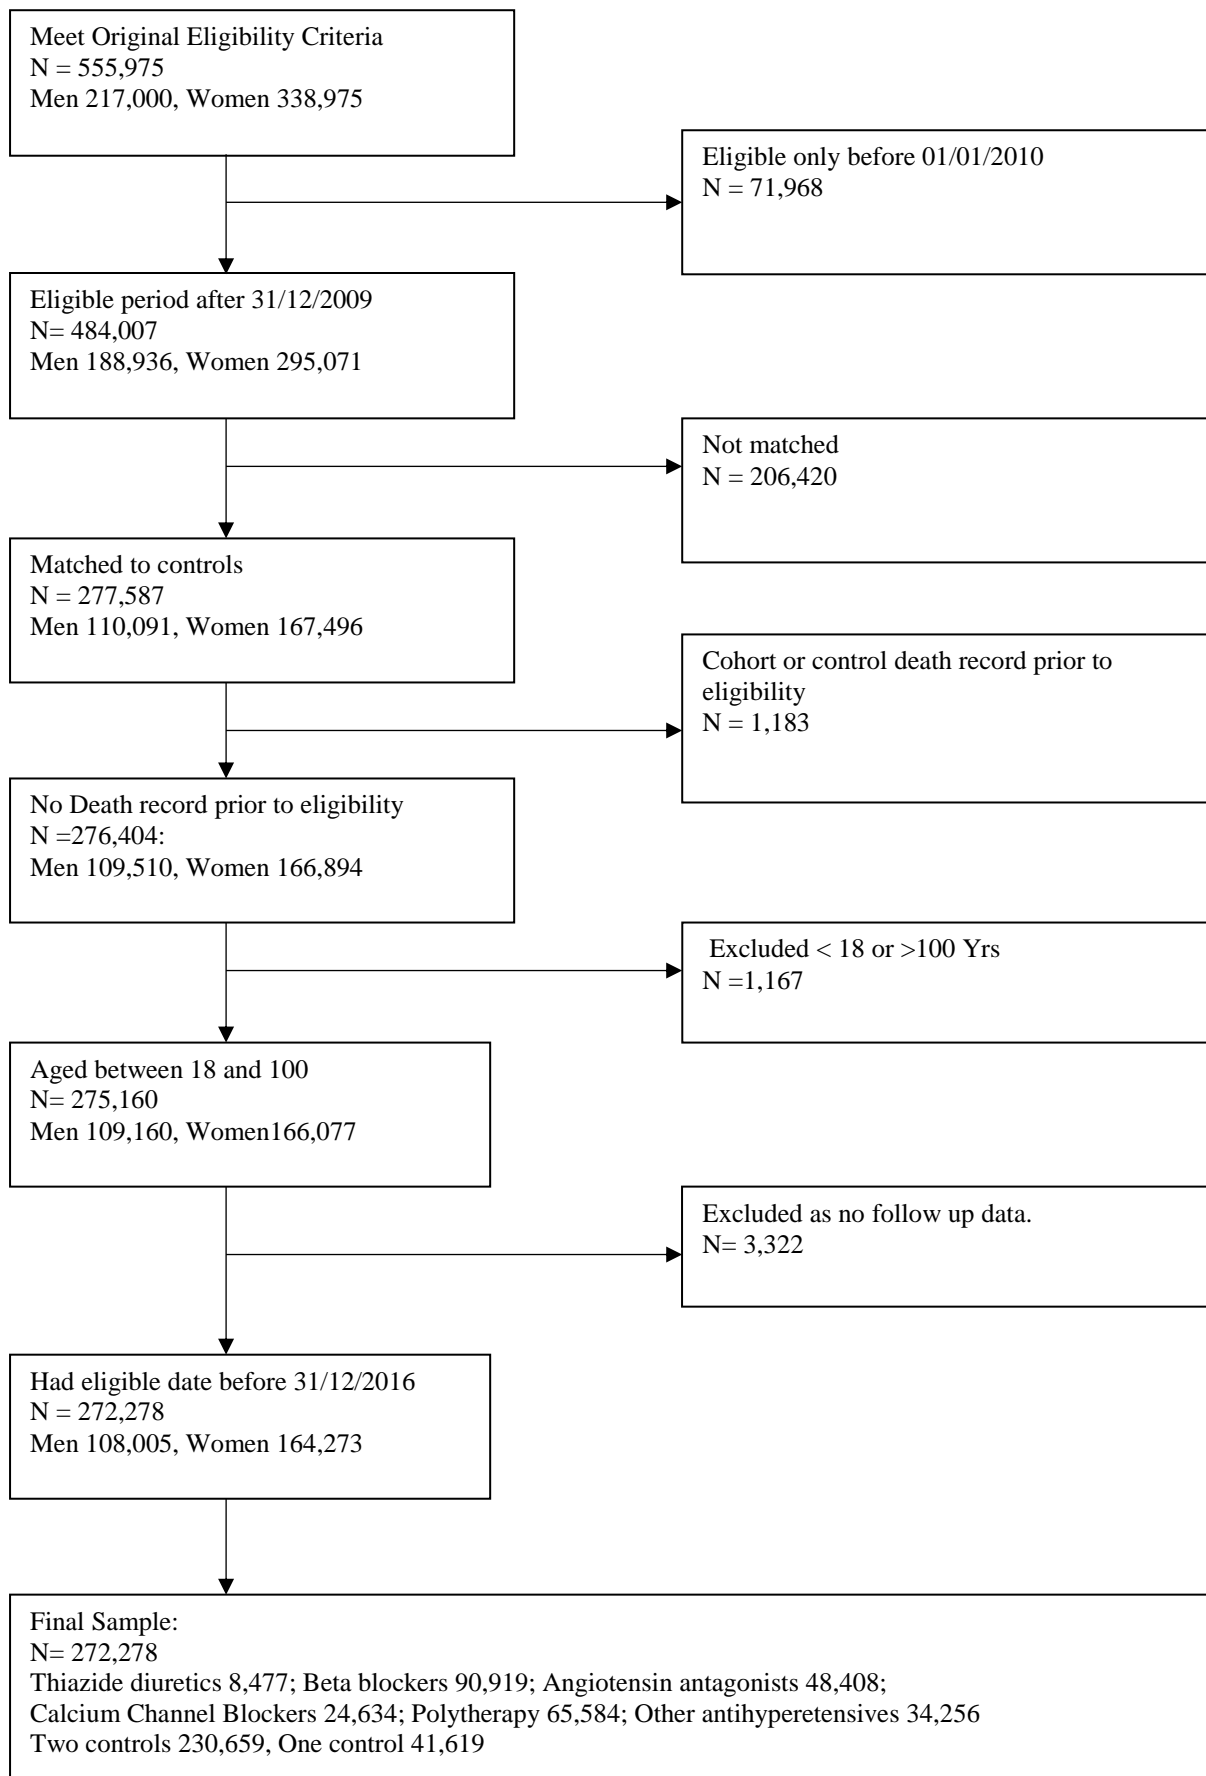 Meet Original Eligibility Criteria
N = 555,975
Men 217,000, Women 338,975
Eligible only before 01/01/2010
N = 71,968
Eligible period after 31/12/2009
N= 484,007
Men 188,936, Women 295,071
Not matched
N = 206,420
Matched to controls
N = 277,587
Men 110,091, Women 167,496
Cohort or control death record prior to
eligibility
N = 1,183
No Death record prior to eligibility
N =276,404:
Men 109,510, Women 166,894
Excluded < 18 or >100 Yrs
N =1,167
Aged between 18 and 100
N= 275,160
Men 109,160, Women166,077
Excluded as no follow up data.
N= 3,322
Had eligible date before 31/12/2016
N = 272,278
Men 108,005, Women 164,273
Final Sample:
N= 272,278
Thiazide diuretics 8,477; Beta blockers 90,919; Angiotensin antagonists 48,408;
Calcium Channel Blockers 24,634; Polytherapy 65,584; Other antihyperetensives 34,256
Two controls 230,659, One control 41,619